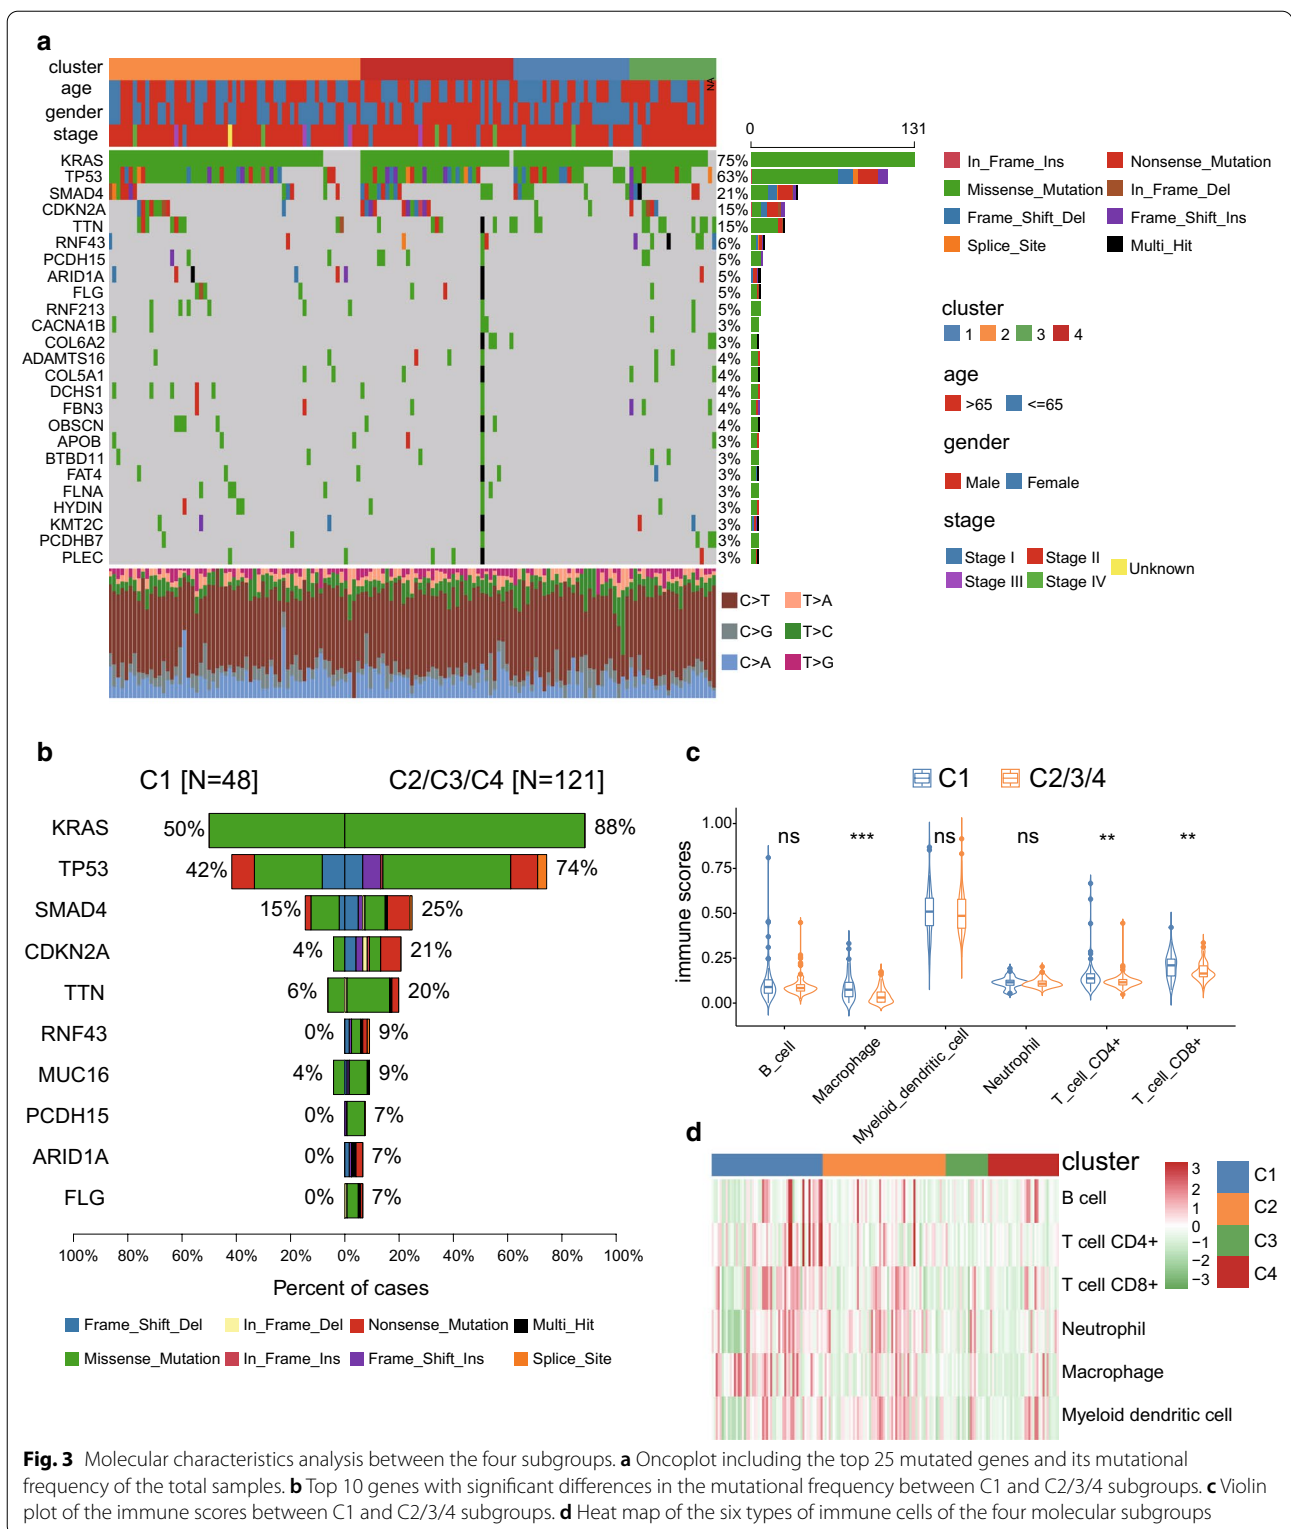 a
cluster
age
NA
gender
stage
0 131
KRAS 75%
TP53 63%
SMAD4 21%
CDKN2A 15%
TTN 15%
RNF43 6%
PCDH15 5%
ARID1A 5%
FLG 5%
RNF213 5%
CACNA1B 3%
COL6A2 3%
ADAMTS16 4%
COL5A1 4%
DCHS1 4%
FBN3 4%
OBSCN 4%
APOB 3%
BTBD11 3%
FAT4 3%
FLNA 3%
HYDIN 3%
KMT2C 3%
PCDHB7 3%
PLEC 3%
In_Frame_Ins Nonsense_Mutation
Missense_Mutation In_Frame_Del
Frame_Shift_Del Frame_Shift_Ins
Splice_Site Multi_Hit
cluster
1 2 3 4
age
>65 <=65
gender
Male Female
stage
Stage I Stage II
Stage III Stage IV
Unknown
C>T T>A
C>G T>C
C>A T>G
b
C1 [N=48] C2/C3/C4 [N=121]
KRAS 50% 88%
TP53 42% 74%
SMAD4 15% 25%
CDKN2A 4% 21%
TTN 6% 20%
RNF43 0% 9%
MUC16 4% 9%
PCDH15 0% 7%
ARID1A 0% 7%
FLG 0% 7%
100% 80% 60% 40% 20% 0% 20% 40% 60% 80% 100%
Percent of cases
Frame_Shift_Del In_Frame_Del Nonsense_Mutation Multi_Hit
Missense_Mutation In_Frame_Ins Frame_Shift_Ins Splice_Site
c
C1 C2/3/4
immune scores
1.00
0.75
0.50
0.25
0.00
ns *** ns ns ** **
B_cell
Macrophage
Myeloid_dendritic_cell
Neutrophil
T_cell_CD4+
T_cell_CD8+
d
cluster
B cell
T cell CD4+
T cell CD8+
Neutrophil
Macrophage
Myeloid dendritic cell
3
2
1
0
−1
−2
−3
C1
C2
C3
C4
Fig. 3 Molecular characteristics analysis between the four subgroups. a Oncoplot including the top 25 mutated genes and its mutational
frequency of the total samples. b Top 10 genes with significant differences in the mutational frequency between C1 and C2/3/4 subgroups. c Violin
plot of the immune scores between C1 and C2/3/4 subgroups. d Heat map of the six types of immune cells of the four molecular subgroups